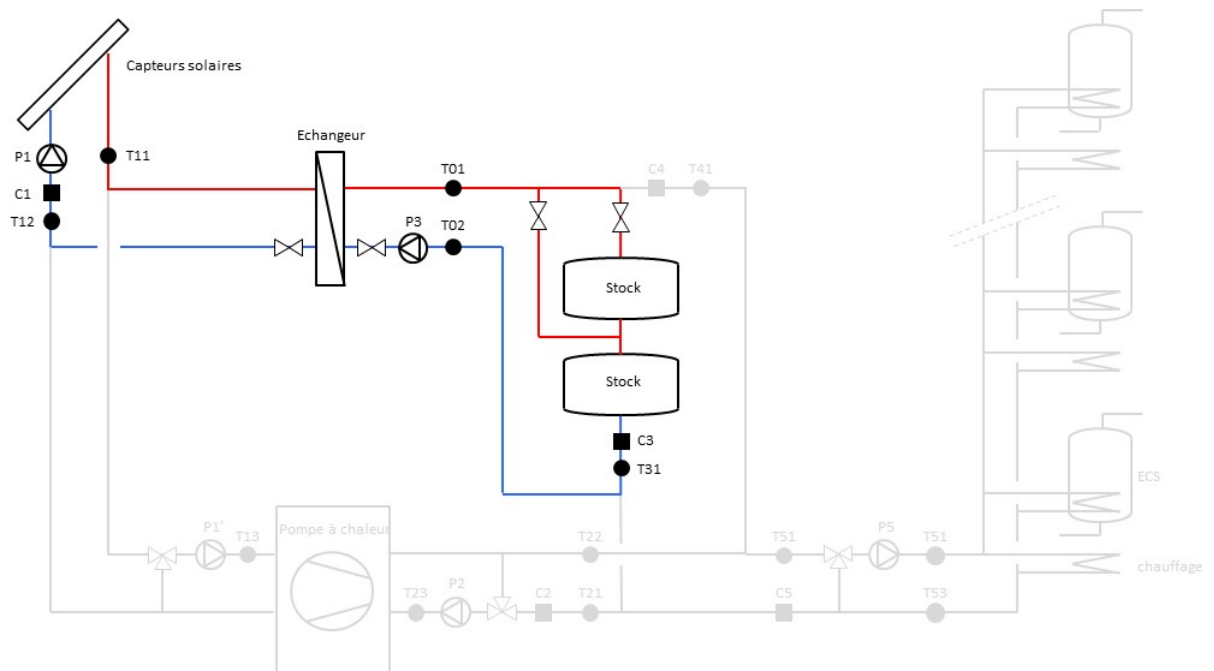 Capteurs solaires
P1
T11
C1
T12
Echangeur
T01
C4
T41
P3
T02
Stock
Stock
C3
T31
ECS
P1'
T13
Pompe à chaleur
T22
T51
P5
T51
chauffage
T23
P2
C2
T21
C5
T53